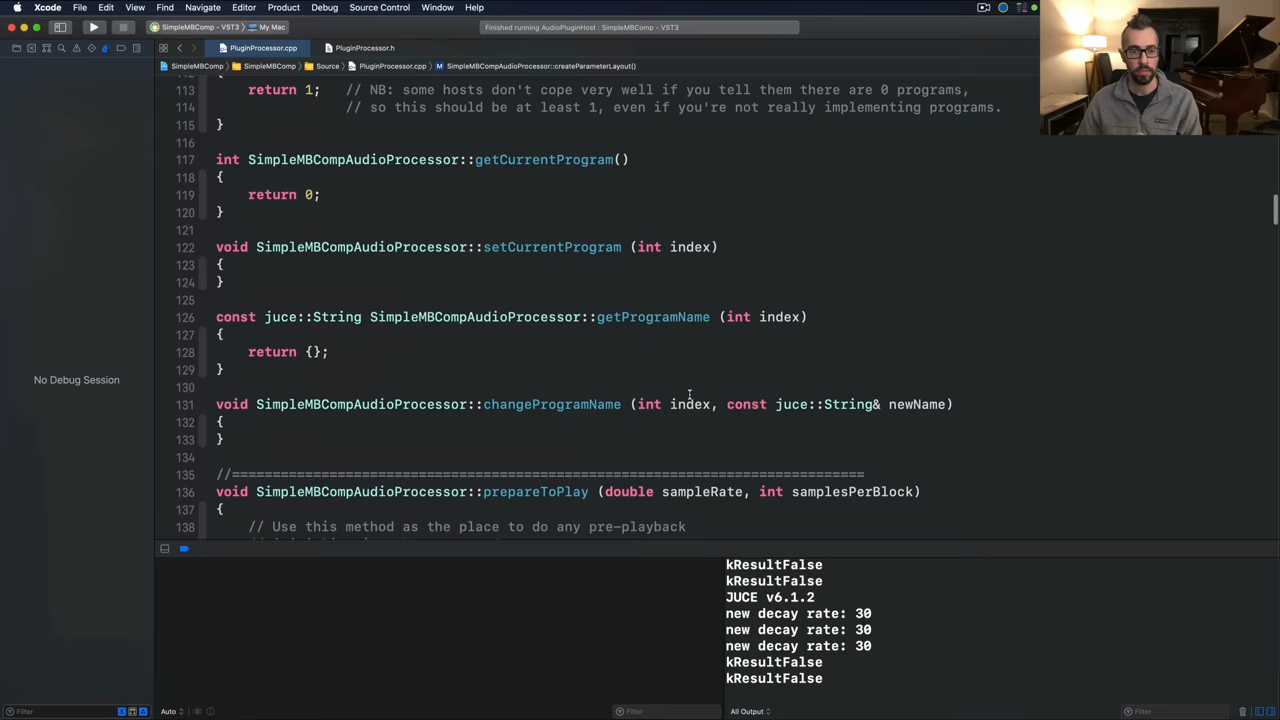 Xcode File Edit View Find Navigate Editor Product Debug Source Control Window Help
SimpleMBComp - VST3 My Mac
Finished running AudioPluginHost : SimpleMBComp - VST3
PluginProcessor.cpp PluginProcessor.h
SimpleMBComp SimpleMBComp Source PluginProcessor.cpp M SimpleMBCompAudioProcessor::createParameterLayout()
113 return 1; // NB: some hosts don't cope very well if you tell them there are 0 programs,
114 // so this should be at least 1, even if you're not really implementing programs.
115 }
116
117 int SimpleMBCompAudioProcessor::getCurrentProgram()
118 {
119 return 0;
120 }
121
122 void SimpleMBCompAudioProcessor::setCurrentProgram (int index)
123 {
124 }
125
126 const juce::String SimpleMBCompAudioProcessor::getProgramName (int index)
127 {
128 return {};
129 }
130
131 void SimpleMBCompAudioProcessor::changeProgramName (int index, const juce::String& newName)
132 {
133 }
134
135 //==============================================================================
136 void SimpleMBCompAudioProcessor::prepareToPlay (double sampleRate, int samplesPerBlock)
137 {
138 // Use this method as the place to do any pre-playback
No Debug Session
kResultFalse
kResultFalse
JUCE v6.1.2
new decay rate: 30
new decay rate: 30
new decay rate: 30
kResultFalse
kResultFalse
Filter
Auto
Filter
All Output
Filter